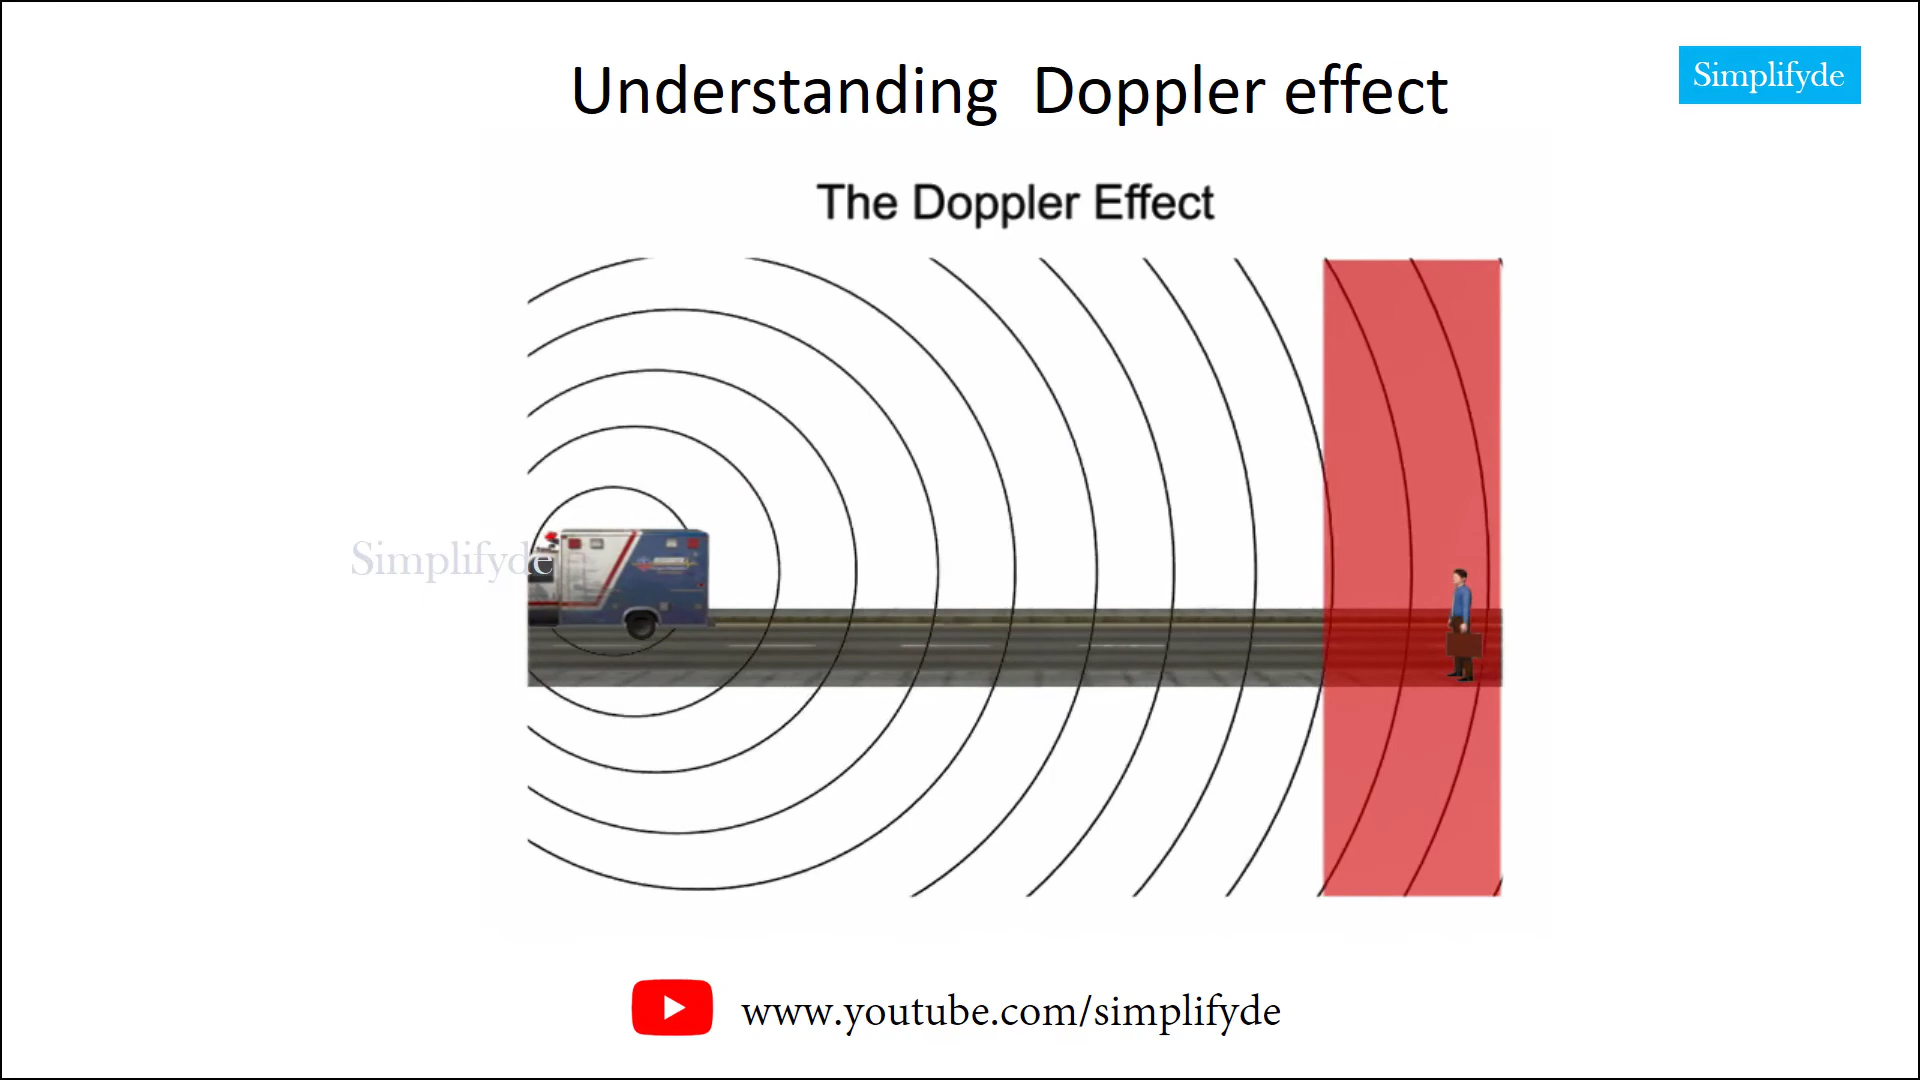 Understanding  Doppler effect
Simplifyde
The Doppler Effect
Simplifyde
www.youtube.com/simplifyde